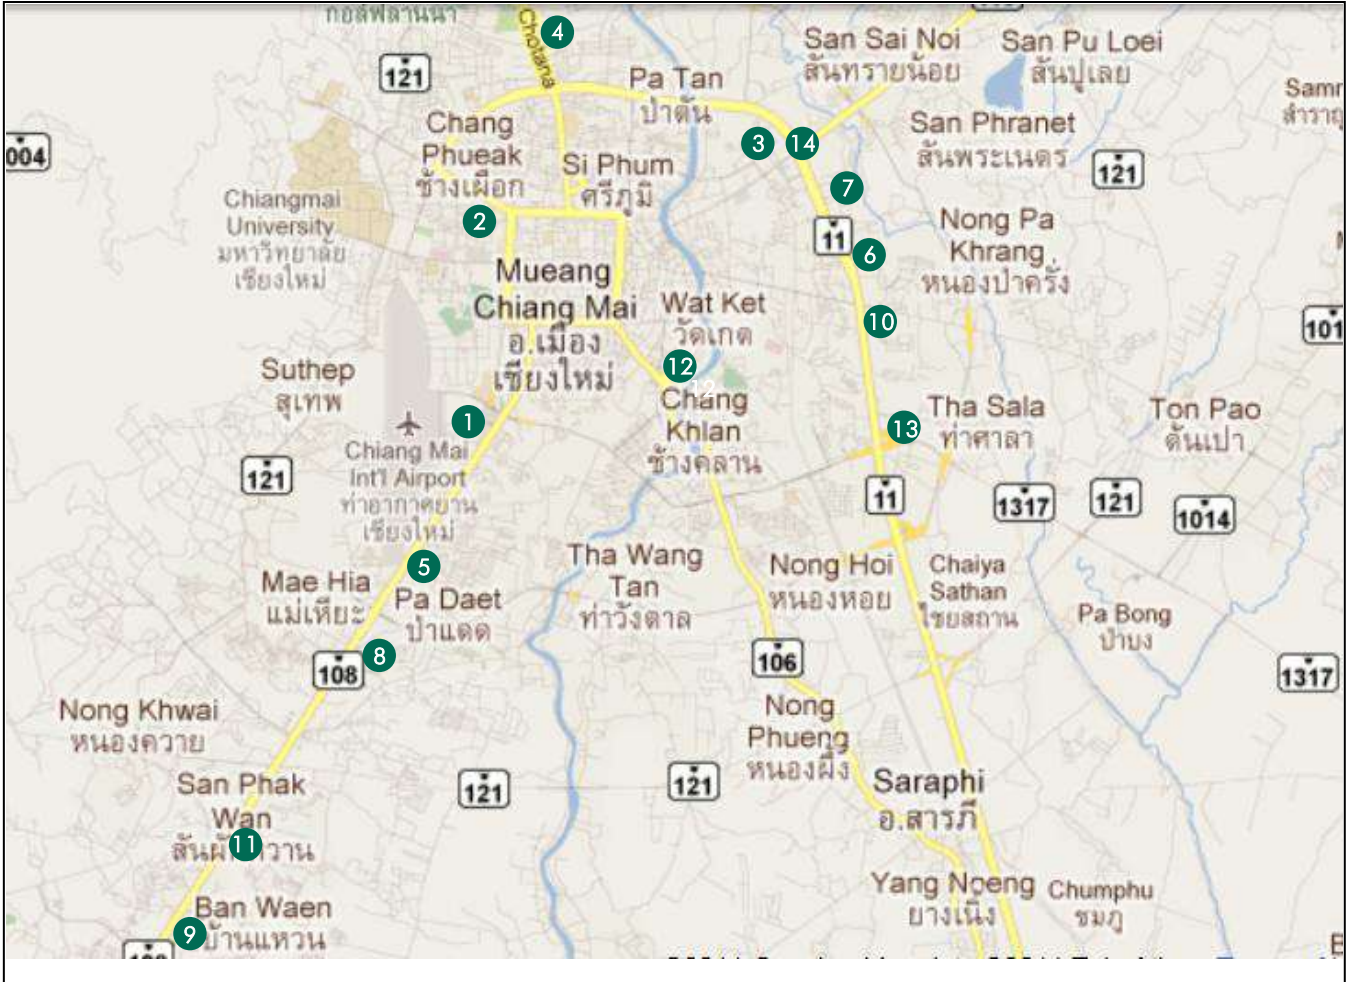 กอล์ฟลานนา
Chotana
4
121
San Sai Noi
สันทรายน้อย
San Pu Loei
สันปูเลย
Pa Tan
ป่าตัน
Chang
Phueak
ช้างเผือก
3
14
San Phranet
สันพระเนตร
004
Si Phum
ศรีภูมิ
121
7
Chiangmai
University
มหาวิทยาลัย
เชียงใหม่
2
11
6
Nong Pa
Khrang
หนองป่าครั่ง
Mueang
Chiang Mai
อ.เมือง
เชียงใหม่
Wat Ket
วัดเกต
10
101
Suthep
สุเทพ
12
12
Chang
Khlan
ช้างคลาน
1
13
Tha Sala
ท่าศาลา
Ton Pao
ต้นเปา
Chiang Mai
Int'l Airport
ท่าอากาศยาน
เชียงใหม่
121
11
1317
121
1014
5
Mae Hia
แม่เหียะ
Pa Daet
ป่าแดด
Tha Wang
Tan
ท่าวังตาล
Nong Hoi
หนองหอย
Chaiya
Sathan
ไชยสถาน
Pa Bong
ป่าบง
8
108
106
1317
Nong Khwai
หนองควาย
Nong
Phueng
หนองผึ้ง
San Phak
Wan
สันผักหวาน
11
121
121
Saraphi
อ.สารภี
Ban Waen
บ้านแหวน
9
Yang Noeng
ยางเนิ้ง
Chumphu
ชมภู